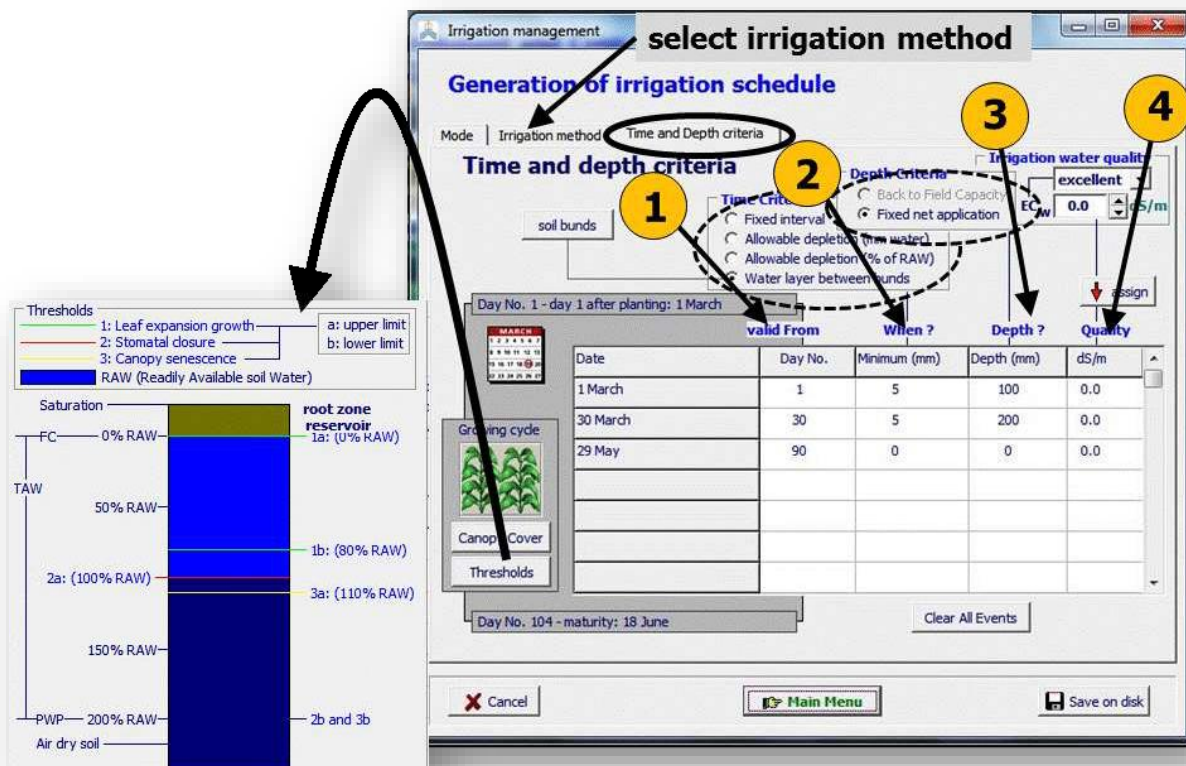 Irrigation management
select irrigation method
Generation of irrigation schedule
Mode
Irrigation method
Time and Depth criteria
3
4
Time and depth criteria
2
Depth Criteria
Irrigation water quality
1
Back to Field Capacity
excellent
Time Criteria
Fixed net application
ECw 0.0 dS/m
soil bunds
Fixed interval
Allowable depletion (mm water)
Allowable depletion (% of RAW)
Water layer between bunds
assign
Day No. 1 - day 1 after planting: 1 March
valid From When ? Depth ? Quality
MARCH
Date Day No. Minimum (mm) Depth (mm) dS/m
1 March 1 5 100 0.0
30 March 30 5 200 0.0
29 May 90 0 0 0.0
Growing cycle
Canopy Cover
Thresholds
Day No. 104 - maturity: 18 June
Clear All Events
Cancel
Main Menu
Save on disk
Thresholds
1: Leaf expansion growth
2: Stomatal closure
3: Canopy senescence
a: upper limit
b: lower limit
RAW (Readily Available soil Water)
Saturation
root zone
reservoir
FC 0% RAW
1a: (0% RAW)
TAW
50% RAW
1b: (80% RAW)
2a: (100% RAW)
3a: (110% RAW)
150% RAW
PWP 200% RAW
2b and 3b
Air dry soil